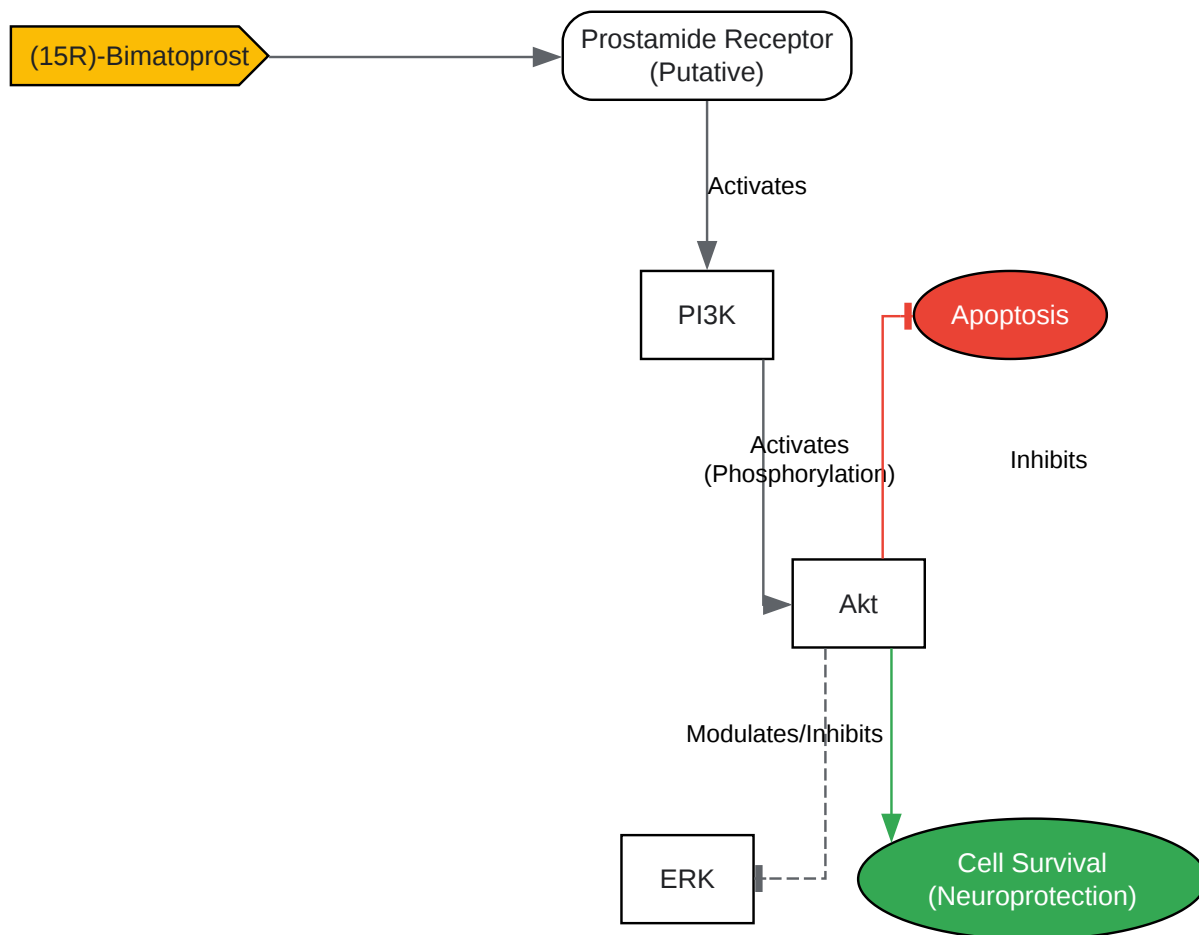 (15R)-Bimatoprost
Prostamide Receptor
(Putative)
Activates
PI3K
Apoptosis
Activates
(Phosphorylation)
Inhibits
Akt
Modulates/Inhibits
ERK
Cell Survival
(Neuroprotection)